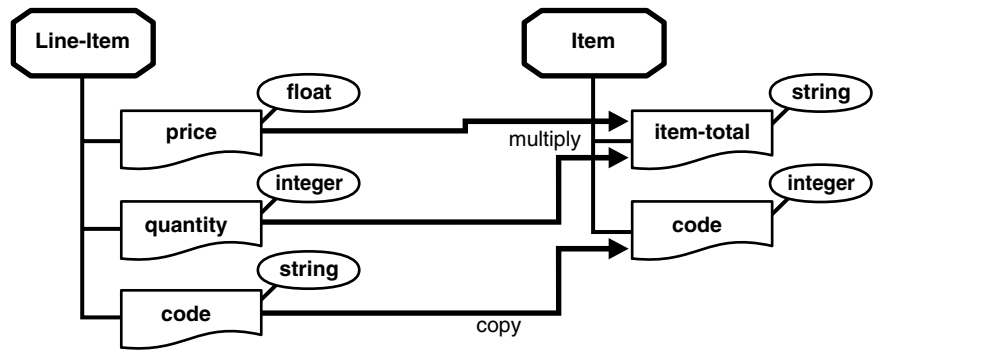 Line-Item
Item
float
string
price
multiply
item-total
integer
integer
quantity
code
string
code
copy